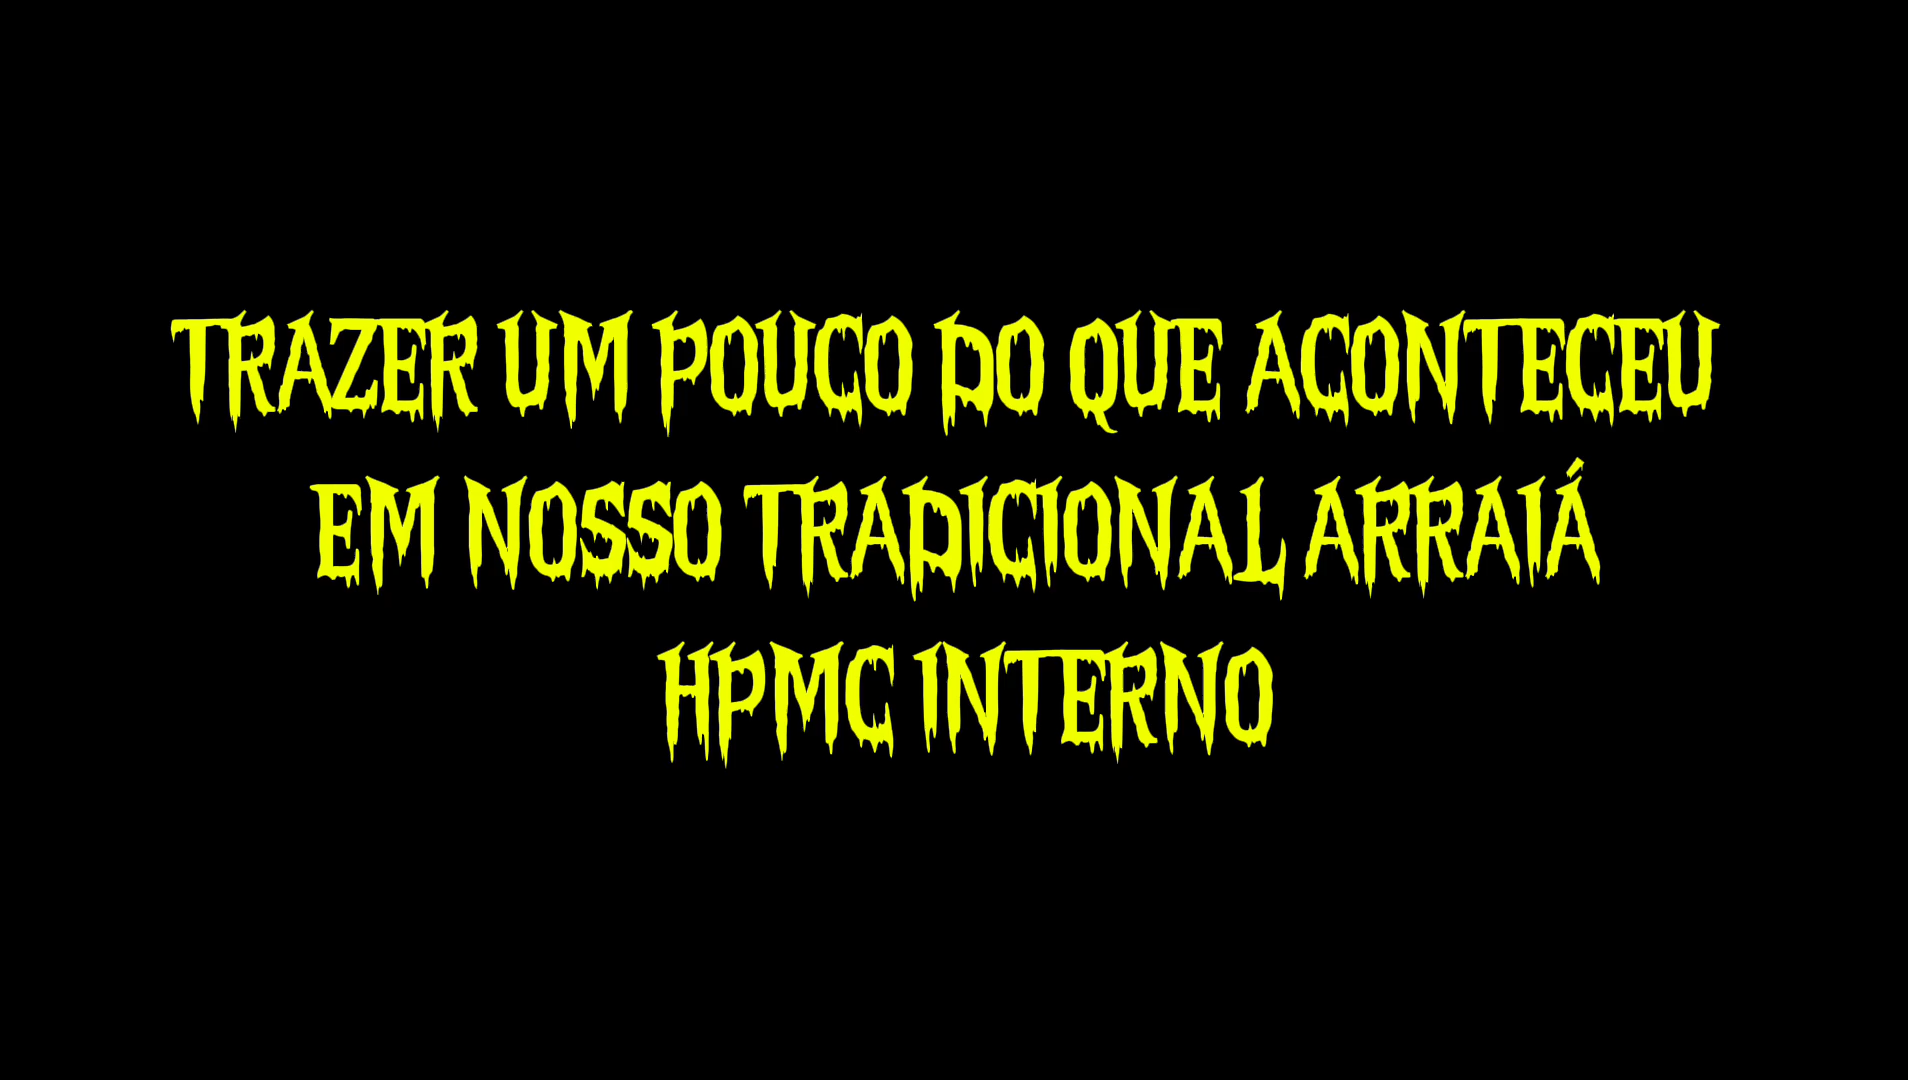 TRAZER UM POUCO DO QUE ACONTECEU
EM NOSSO TRADICIONAL ARRAIÁ
HPMC INTERNO